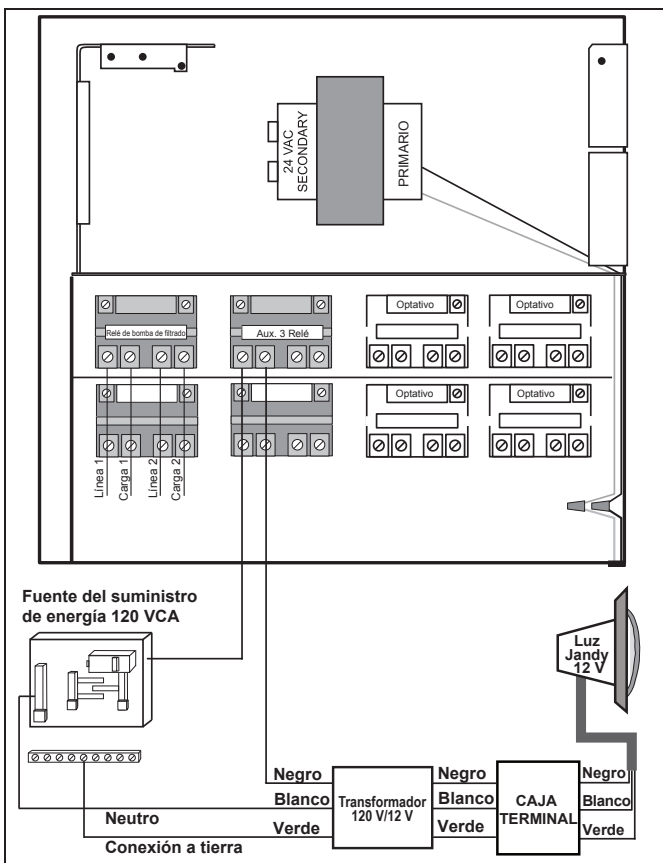 24 VAC
SECONDARY
PRIMARIO
Relé de bomba de filtrado
Aux. 3 Relé
Optativo
Optativo
Optativo
Optativo
Línea 1
Carga 1
Línea 2
Carga 2
Fuente del suministro
de energía 120 VCA
Luz
Jandy
12 V
Negro
Blanco
Verde
Neutro
Conexión a tierra
Transformador
120 V/12 V
Negro
Blanco
Verde
CAJA
TERMINAL
Negro
Blanco
Verde